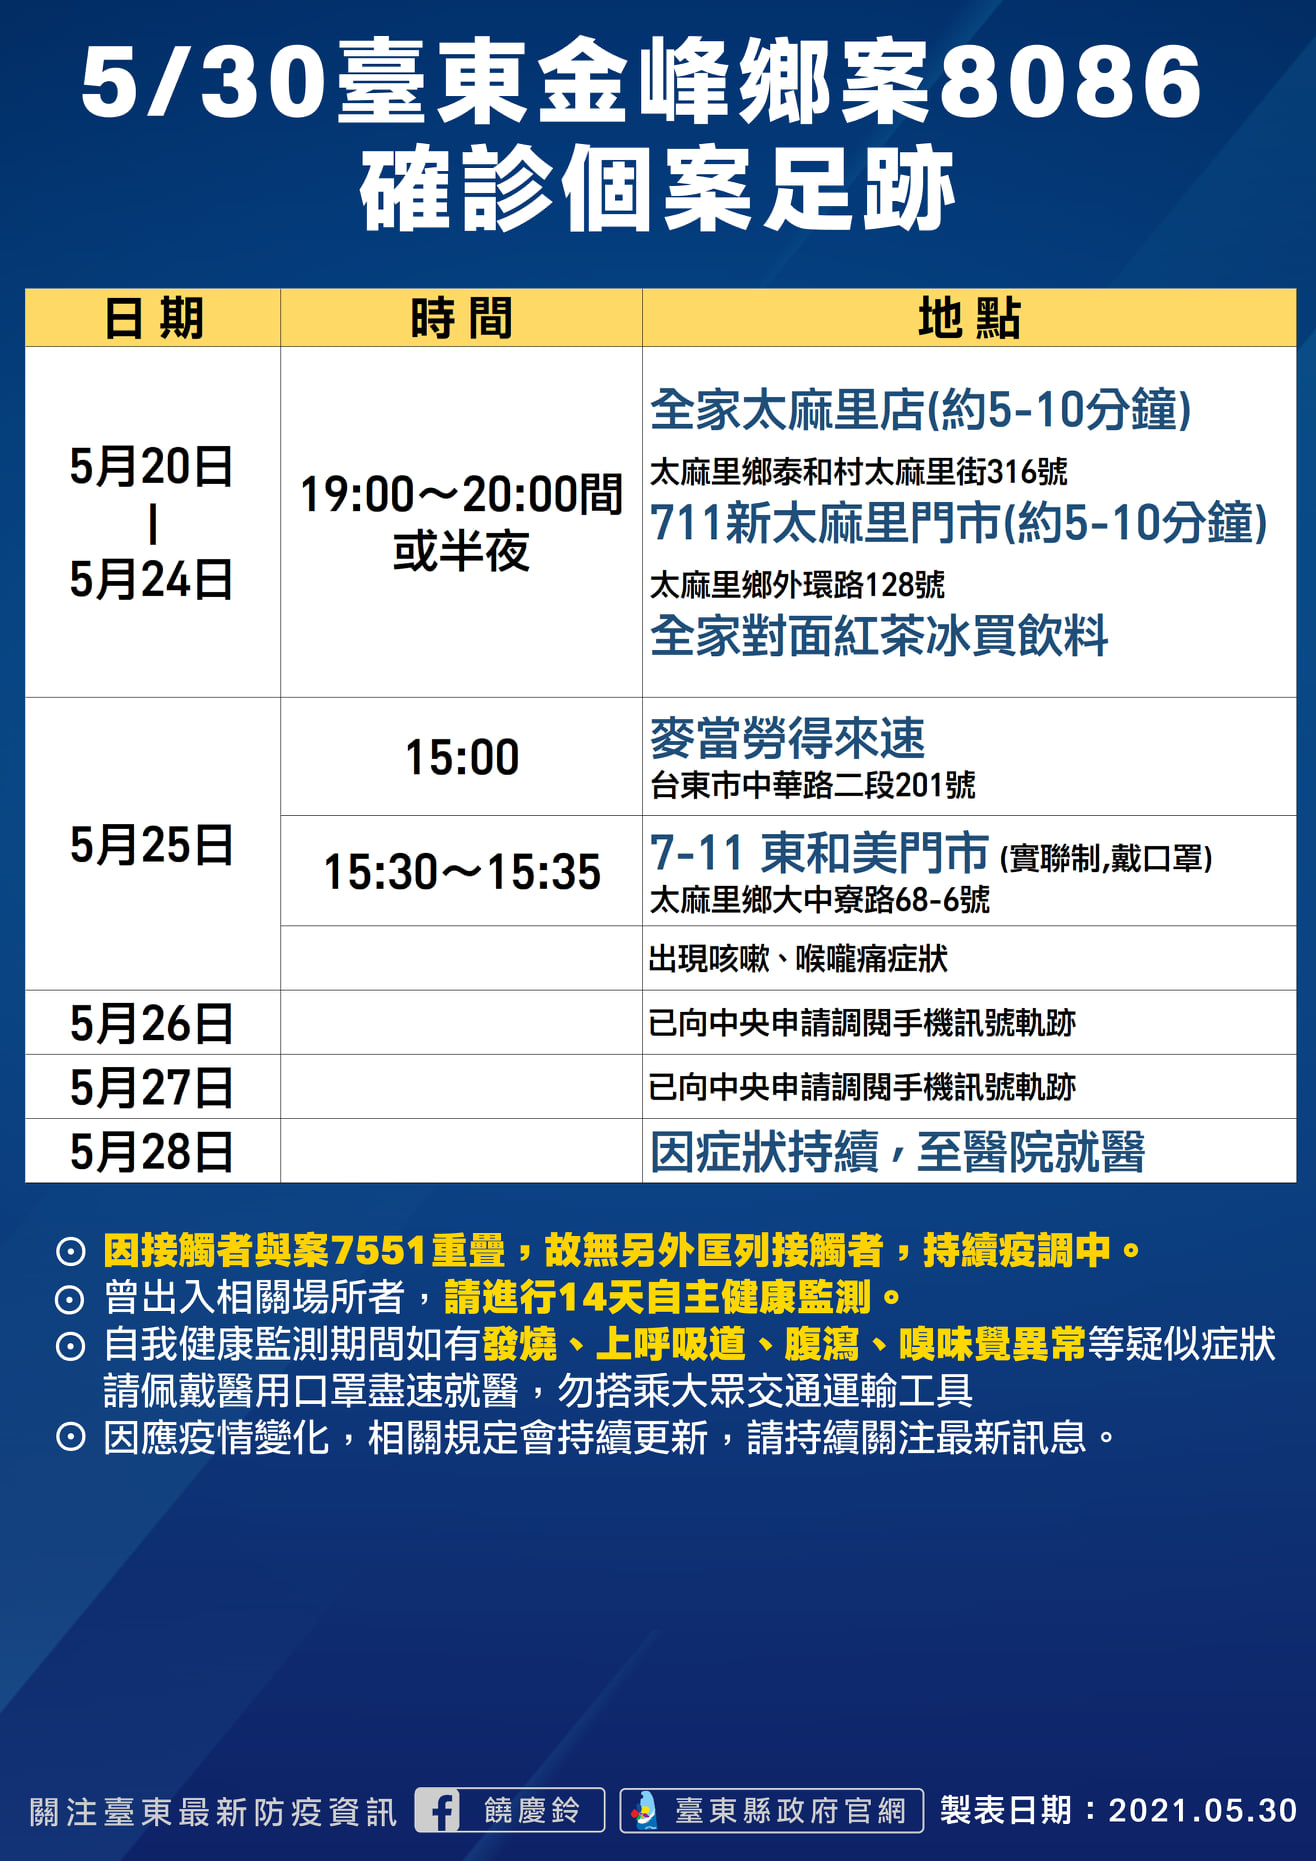 5/30臺東金峰鄉案8086
確診個案足跡
日期
時間
地點
5月20日
|
5月24日
19:00～20:00間
或半夜
全家太麻里店(約5-10分鐘)
太麻里鄉泰和村太麻里街316號
711新太麻里門市(約5-10分鐘)
太麻里鄉外環路128號
全家對面紅茶冰買飲料
5月25日
15:00
麥當勞得來速
台東市中華路二段201號
15:30～15:35
7-11 東和美門市 (實聯制,戴口罩)
太麻里鄉大中寮路68-6號
出現咳嗽、喉嚨痛症狀
5月26日
已向中央申請調閱手機訊號軌跡
5月27日
已向中央申請調閱手機訊號軌跡
5月28日
因症狀持續，至醫院就醫
⊙ 因接觸者與案7551重疊，故無另外匡列接觸者，持續疫調中。
⊙ 曾出入相關場所者，請進行14天自主健康監測。
⊙ 自我健康監測期間如有發燒、上呼吸道、腹瀉、嗅味覺異常等疑似症狀
請佩戴醫用口罩盡速就醫，勿搭乘大眾交通運輸工具
⊙ 因應疫情變化，相關規定會持續更新，請持續關注最新訊息。
關注臺東最新防疫資訊 f 饒慶鈴 臺東縣政府官網 製表日期：2021.05.30